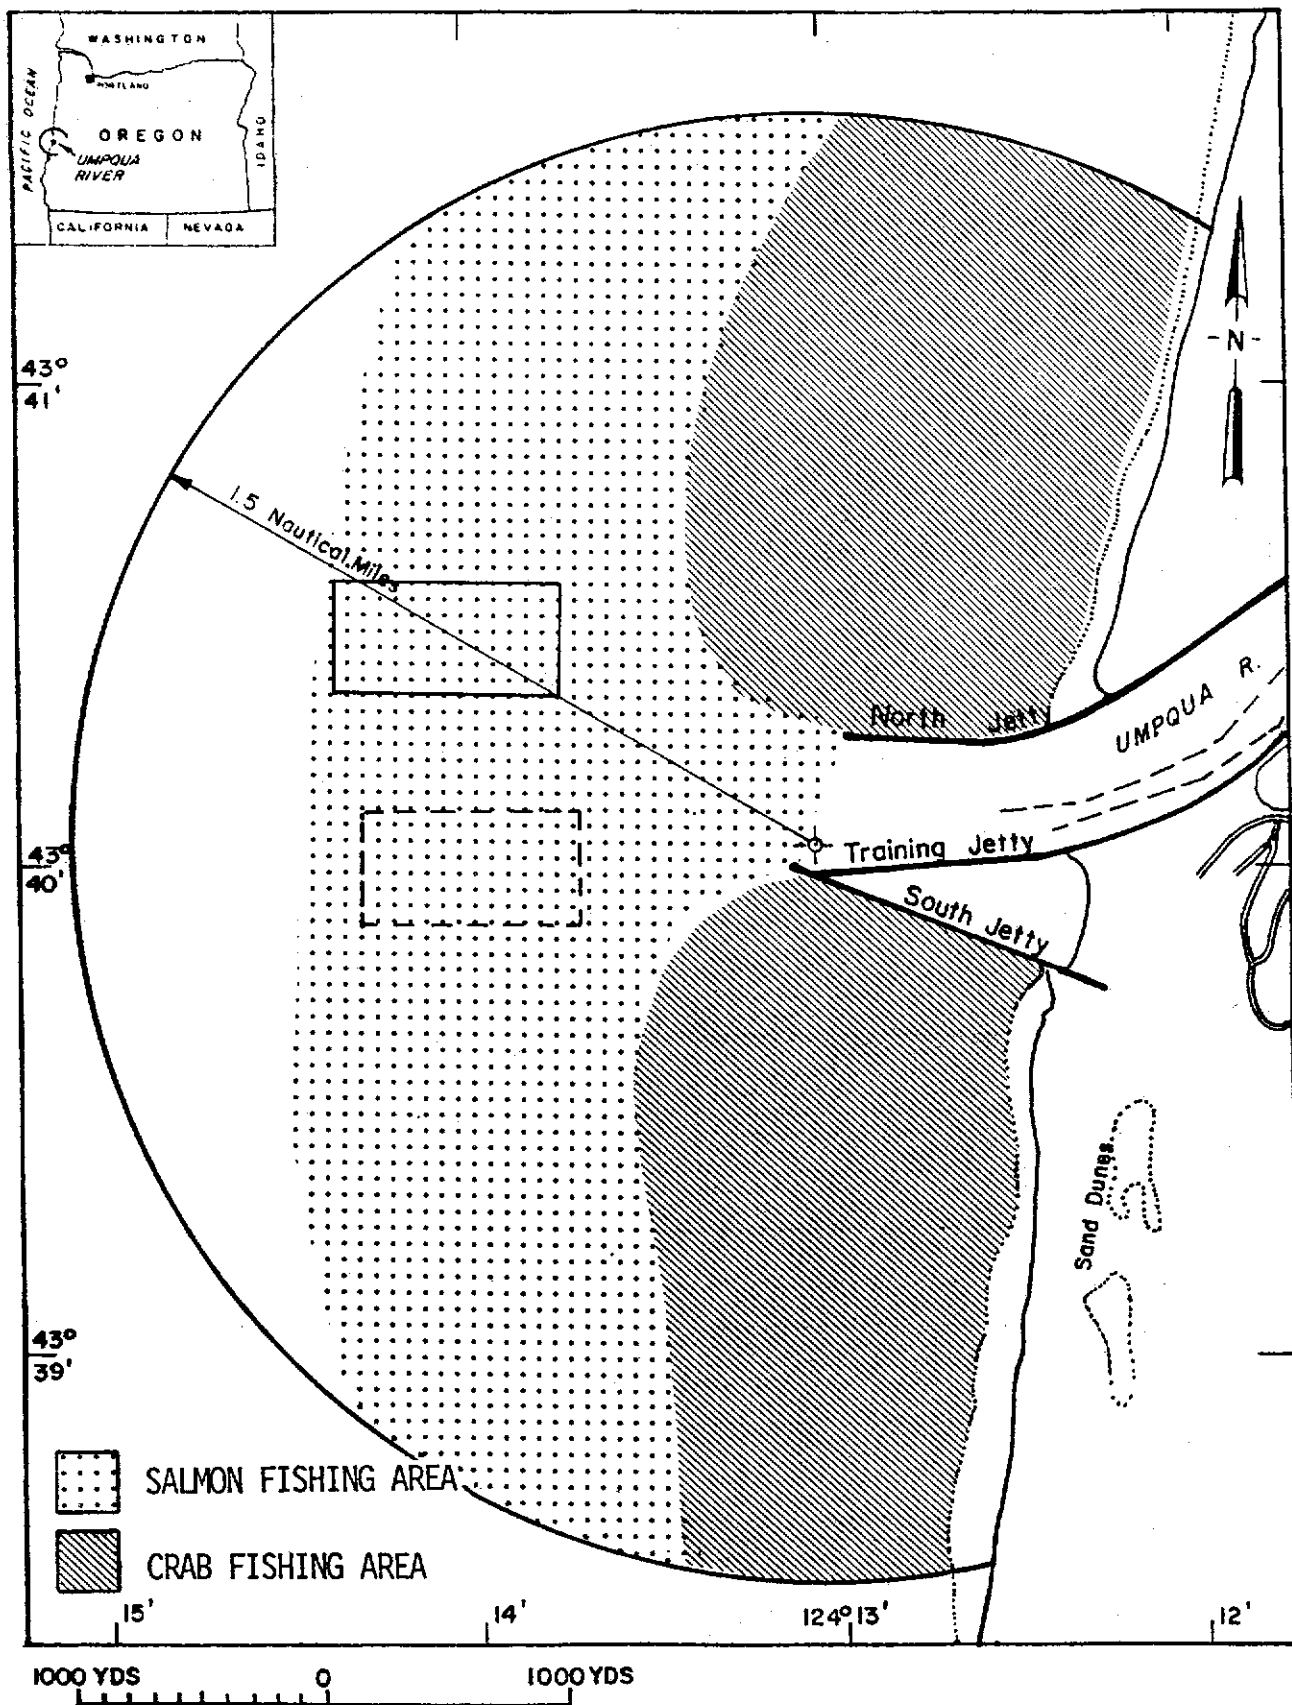 WASHINGTON
PORTLAND
PACIFIC OCEAN
OREGON
IDAHO
UMPQUA
RIVER
CALIFORNIA
NEVADA
-N-
43°
41'
1.5 Nautical Miles
North Jetty
UMPQUA R.
43°
40'
Training Jetty
South Jetty
Sand Dunes
43°
39'
SALMON FISHING AREA
CRAB FISHING AREA
15'
14'
124°13'
12'
1000 YDS
0
1000 YDS